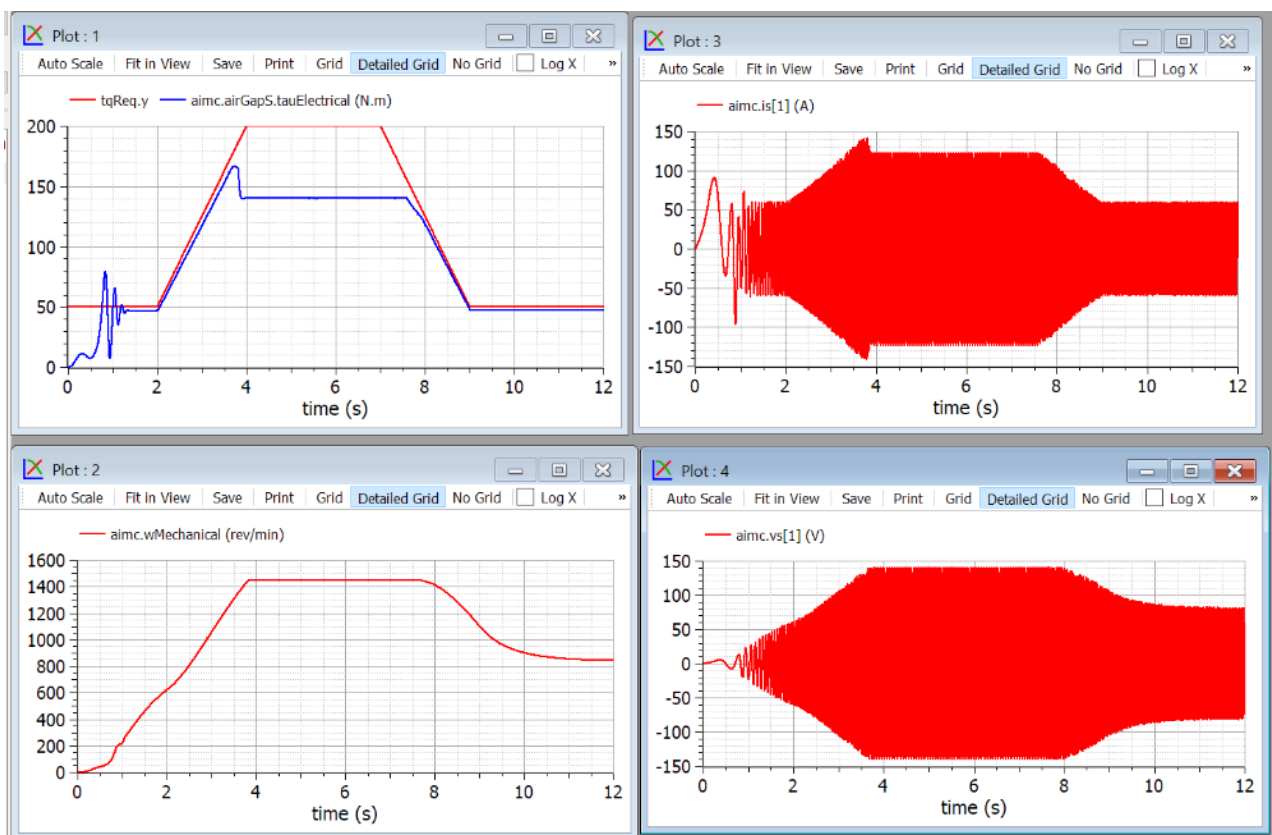 Plot : 1
Auto Scale Fit in View Save Print Grid Detailed Grid No Grid Log X »
tqReq.y aimc.airGapS.tauElectrical (N.m)
200
150
100
50
0
0 2 4 6 8 10 12
time (s)
Plot : 3
Auto Scale Fit in View Save Print Grid Detailed Grid No Grid Log X »
aimc.is[1] (A)
150
100
50
0
-50
-100
-150
0 2 4 6 8 10 12
time (s)
Plot : 2
Auto Scale Fit in View Save Print Grid Detailed Grid No Grid Log X »
aimc.wMechanical (rev/min)
1600
1400
1200
1000
800
600
400
200
0
0 2 4 6 8 10 12
time (s)
Plot : 4
Auto Scale Fit in View Save Print Grid Detailed Grid No Grid Log X »
aimc.vs[1] (V)
150
100
50
0
-50
-100
-150
0 2 4 6 8 10 12
time (s)